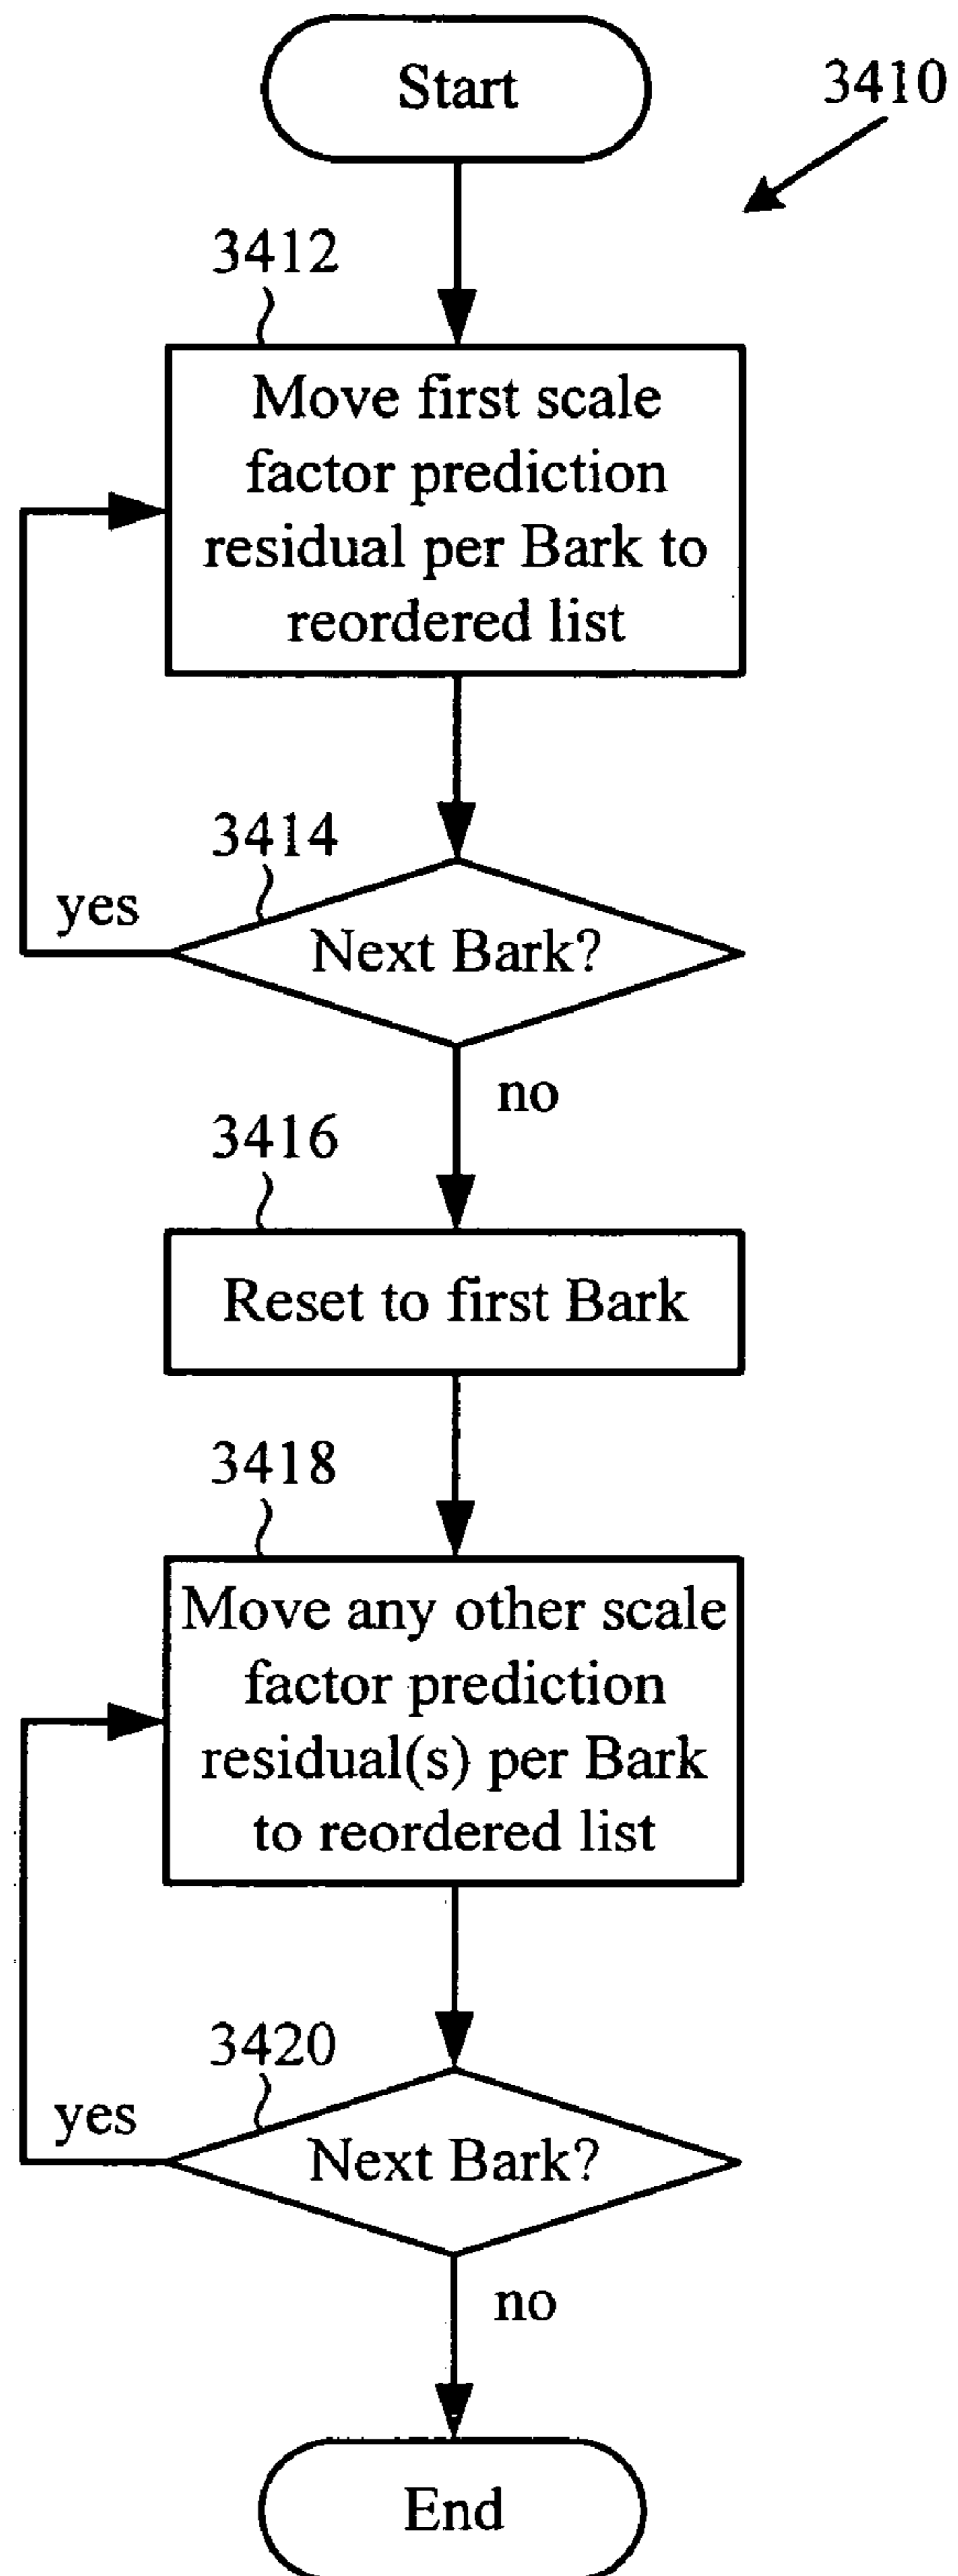 Start
3410
3412
Move first scale
factor prediction
residual per Bark to
reordered list
3414
yes
Next Bark?
no
3416
Reset to first Bark
3418
Move any other scale
factor prediction
residual(s) per Bark
to reordered list
3420
yes
Next Bark?
no
End